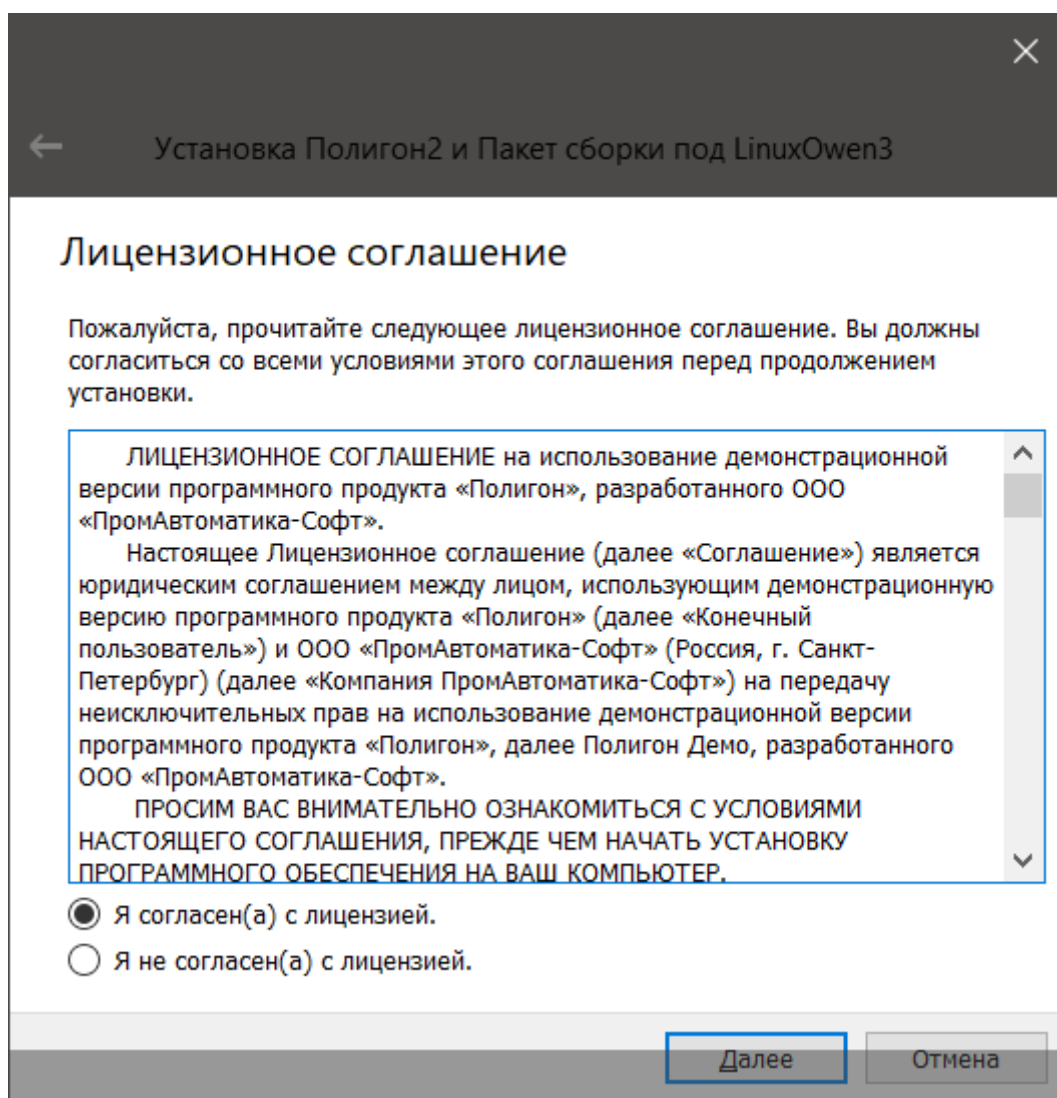 Установка Полигон2 и Пакет сборки под LinuxOwen3
Лицензионное соглашение
Пожалуйста, прочитайте следующее лицензионное соглашение. Вы должны
согласиться со всеми условиями этого соглашения перед продолжением
установки.
ЛИЦЕНЗИОННОЕ СОГЛАШЕНИЕ на использование демонстрационной
версии программного продукта «Полигон», разработанного ООО
«ПромАвтоматика-Софт».
Настоящее Лицензионное соглашение (далее «Соглашение») является
юридическим соглашением между лицом, использующим демонстрационную
версию программного продукта «Полигон» (далее «Конечный
пользователь») и ООО «ПромАвтоматика-Софт» (Россия, г. Санкт-
Петербург) (далее «Компания ПромАвтоматика-Софт») на передачу
неисключительных прав на использование демонстрационной версии
программного продукта «Полигон», далее Полигон Демо, разработанного
ООО «ПромАвтоматика-Софт».
ПРОСИМ ВАС ВНИМАТЕЛЬНО ОЗНАКОМИТЬСЯ С УСЛОВИЯМИ
НАСТОЯЩЕГО СОГЛАШЕНИЯ, ПРЕЖДЕ ЧЕМ НАЧАТЬ УСТАНОВКУ
ПРОГРАММНОГО ОБЕСПЕЧЕНИЯ НА ВАШ КОМПЬЮТЕР.
Я согласен(а) с лицензией.
Я не согласен(а) с лицензией.
Далее Отмена